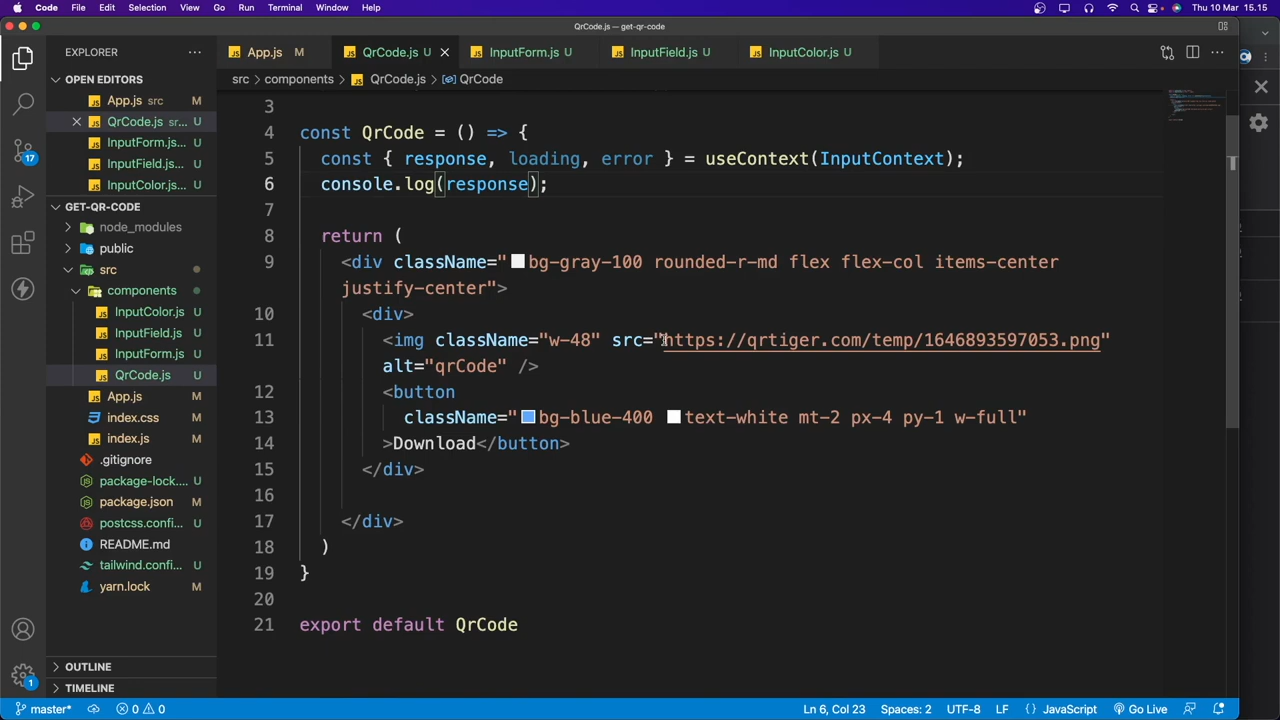 Code File Edit Selection View Go Run Terminal Window Help Thu 10 Mar 15.15
QrCode.js — get-qr-code
EXPLORER
App.js M QrCode.js U InputForm.js U InputField.js U InputColor.js U
src > components > QrCode.js > QrCode
OPEN EDITORS
App.js src M
QrCode.js sr... U
InputForm.js... U
InputField.js... U
InputColor.js... U
GET-QR-CODE
node_modules
public
src
components
InputColor.js U
InputField.js U
InputForm.js U
QrCode.js U
App.js M
index.css M
index.js M
.gitignore
package-lock.... M
package.json M
postcss.confi... U
README.md M
tailwind.confi... U
yarn.lock M
OUTLINE
TIMELINE
17
1
3
4 const QrCode = () => {
5 const { response, loading, error } = useContext(InputContext);
6 console.log(response);
7
8 return (
9 <div className="bg-gray-100 rounded-r-md flex flex-col items-center
justify-center">
10 <div>
11 <img className="w-48" src="https://qrtiger.com/temp/1646893597053.png"
alt="qrCode" />
12 <button
13 className="bg-blue-400 text-white mt-2 px-4 py-1 w-full"
14 >Download</button>
15 </div>
16
17 </div>
18 )
19 }
20
21 export default QrCode
master* 0 0 Ln 6, Col 23 Spaces: 2 UTF-8 LF {} JavaScript Go Live